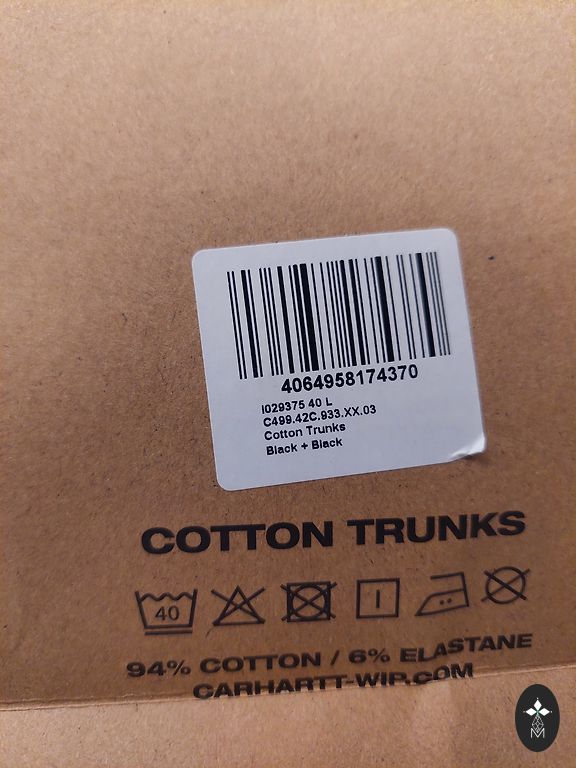 4064958174370
I029375 40 L
C499.42C.933.XX.03
Cotton Trunks
Black + Black
COTTON TRUNKS
40
94% COTTON / 6% ELASTANE
CARHARTT-WIP.COM
M